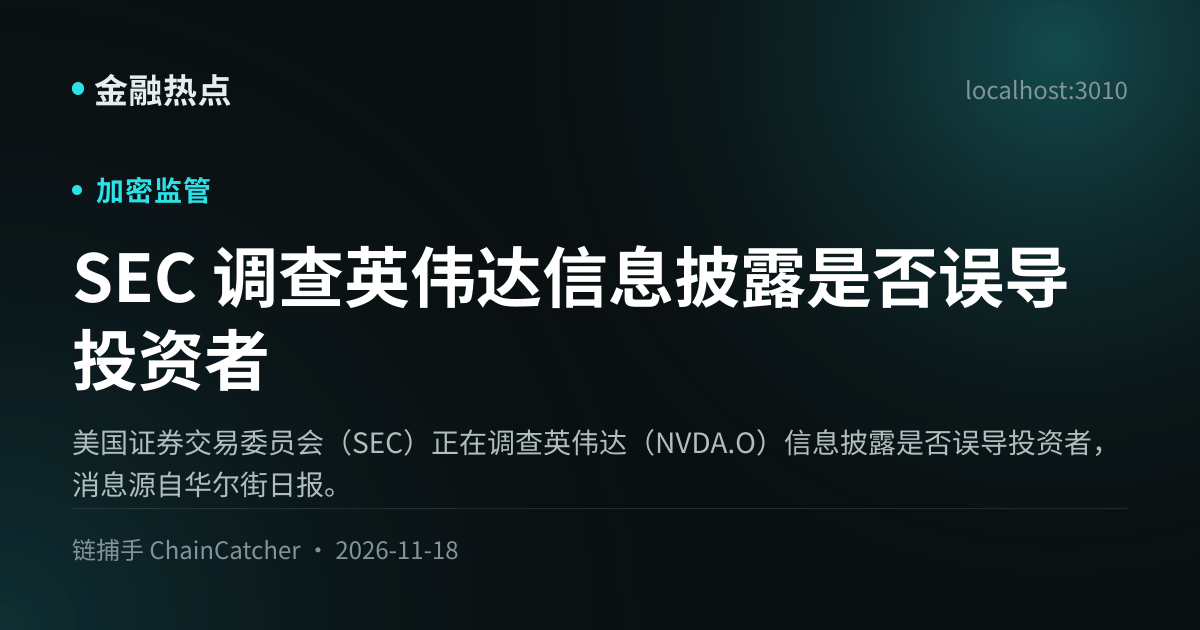 金融热点
localhost:3010
加密监管
SEC 调查英伟达信息披露是否误导
投资者
美国证券交易委员会（SEC）正在调查英伟达（NVDA.O）信息披露是否误导投资者，
消息源自华尔街日报。
链捕手 ChainCatcher · 2026-11-18